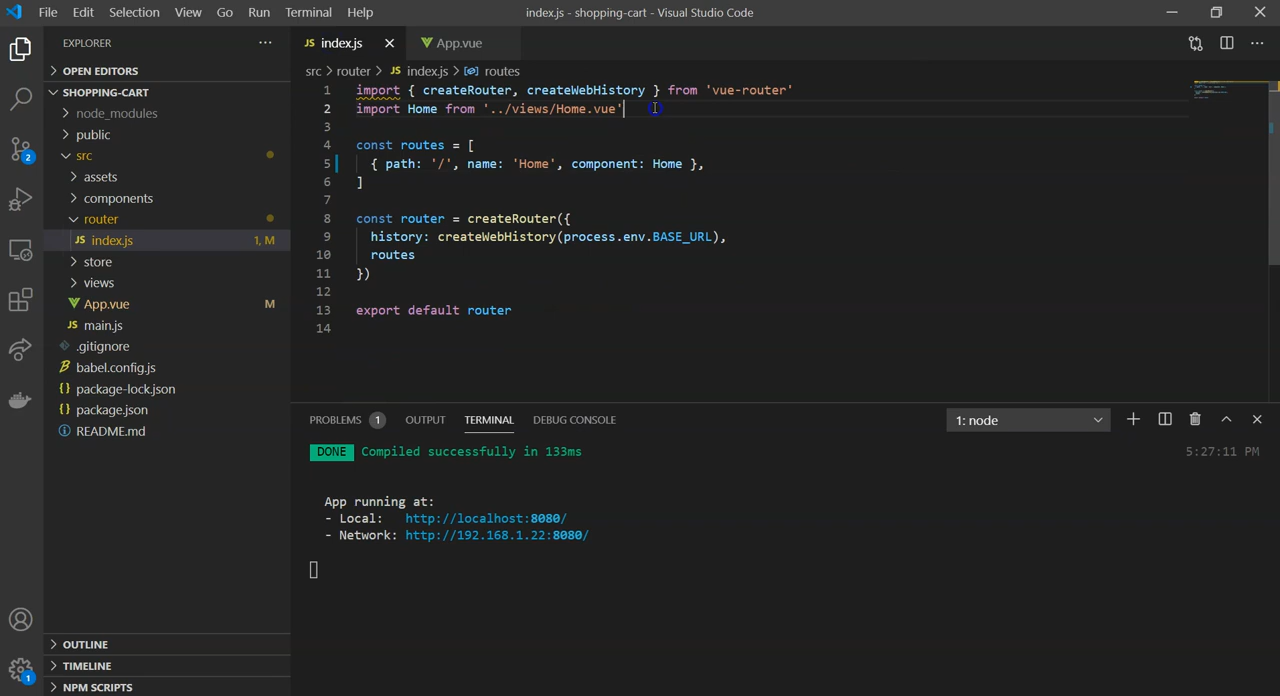 File Edit Selection View Go Run Terminal Help
index.js - shopping-cart - Visual Studio Code
EXPLORER
OPEN EDITORS
SHOPPING-CART
node_modules
public
src
assets
components
router
JS index.js 1, M
store
views
App.vue M
JS main.js
.gitignore
babel.config.js
{} package-lock.json
{} package.json
README.md
OUTLINE
TIMELINE
NPM SCRIPTS
2
1
JS index.js
App.vue
src > router > JS index.js > routes
1 import { createRouter, createWebHistory } from 'vue-router'
2 import Home from '../views/Home.vue'
3
4 const routes = [
5 { path: '/', name: 'Home', component: Home },
6 ]
7
8 const router = createRouter({
9 history: createWebHistory(process.env.BASE_URL),
10 routes
11 })
12
13 export default router
14
PROBLEMS 1 OUTPUT TERMINAL DEBUG CONSOLE
1: node
DONE Compiled successfully in 133ms 5:27:11 PM
App running at:
- Local: http://localhost:8080/
- Network: http://192.168.1.22:8080/